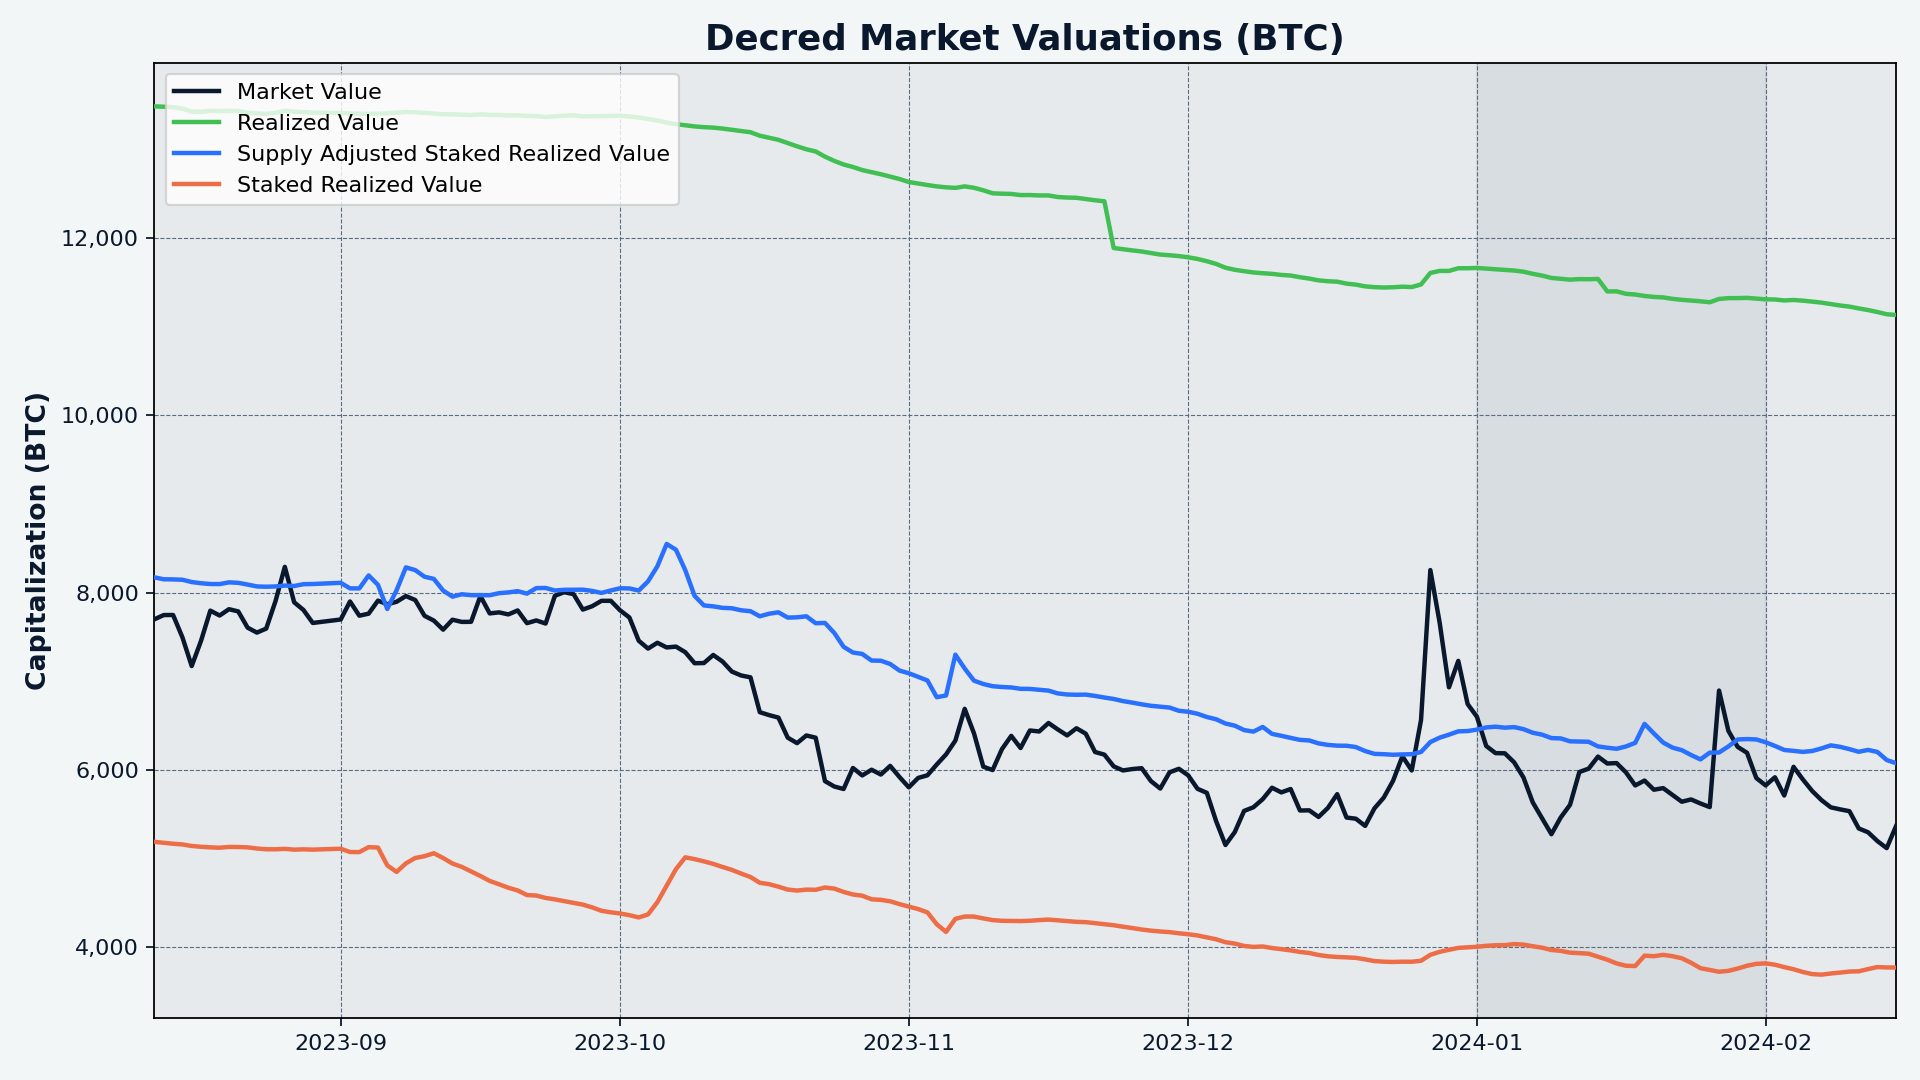 Decred Market Valuations (BTC)
Market Value
Realized Value
Supply Adjusted Staked Realized Value
Staked Realized Value
Capitalization (BTC)
12,000
10,000
8,000
6,000
4,000
2023-09
2023-10
2023-11
2023-12
2024-01
2024-02